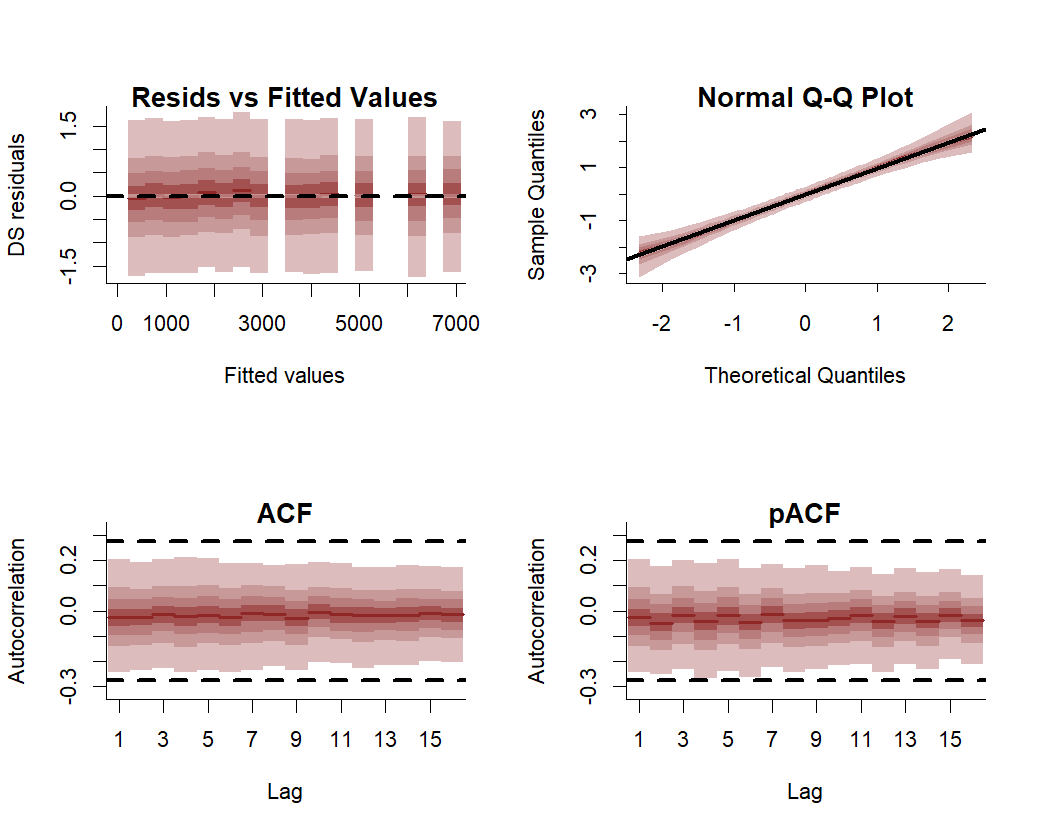 Resids vs Fitted Values
DS residuals
1.5
0.0
-1.5
0 1000 3000 5000 7000
Fitted values
Normal Q-Q Plot
Sample Quantiles
3
1
-1
-3
-2 -1 0 1 2
Theoretical Quantiles
ACF
Autocorrelation
0.2
0.0
-0.3
1 3 5 7 9 11 13 15
Lag
pACF
Autocorrelation
0.2
0.0
-0.3
1 3 5 7 9 11 13 15
Lag